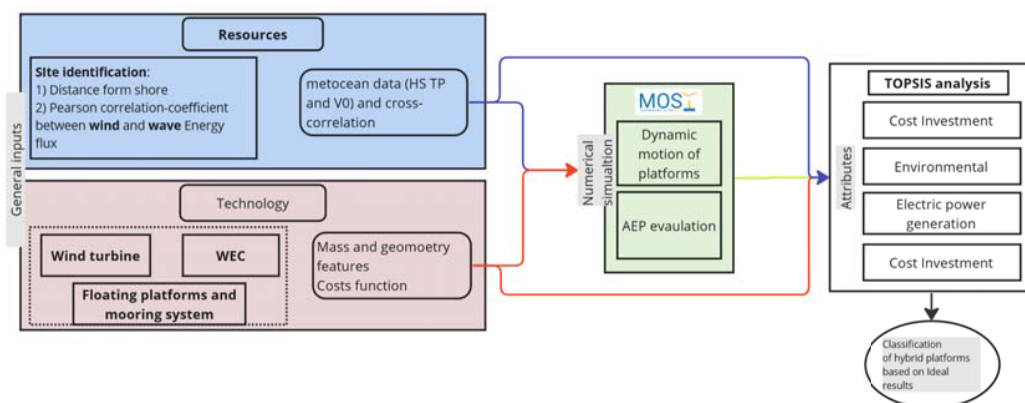 Resources
Site identification:
1) Distance form shore
2) Pearson correlation-coefficient
between wind and wave Energy
flux
metocean data (HS TP
and V0) and cross-
correlation
General inputs
Technology
Wind turbine
WEC
Floating platforms and
mooring system
Mass and geomoetry
features
Costs function
Numerical
simualtion
MOST
Dynamic
motion of
platforms
AEP evaulation
Attributes
TOPSIS analysis
Cost Investment
Environmental
Electric power
generation
Cost Investment
Classification
of hybrid platforms
based on Ideal
results